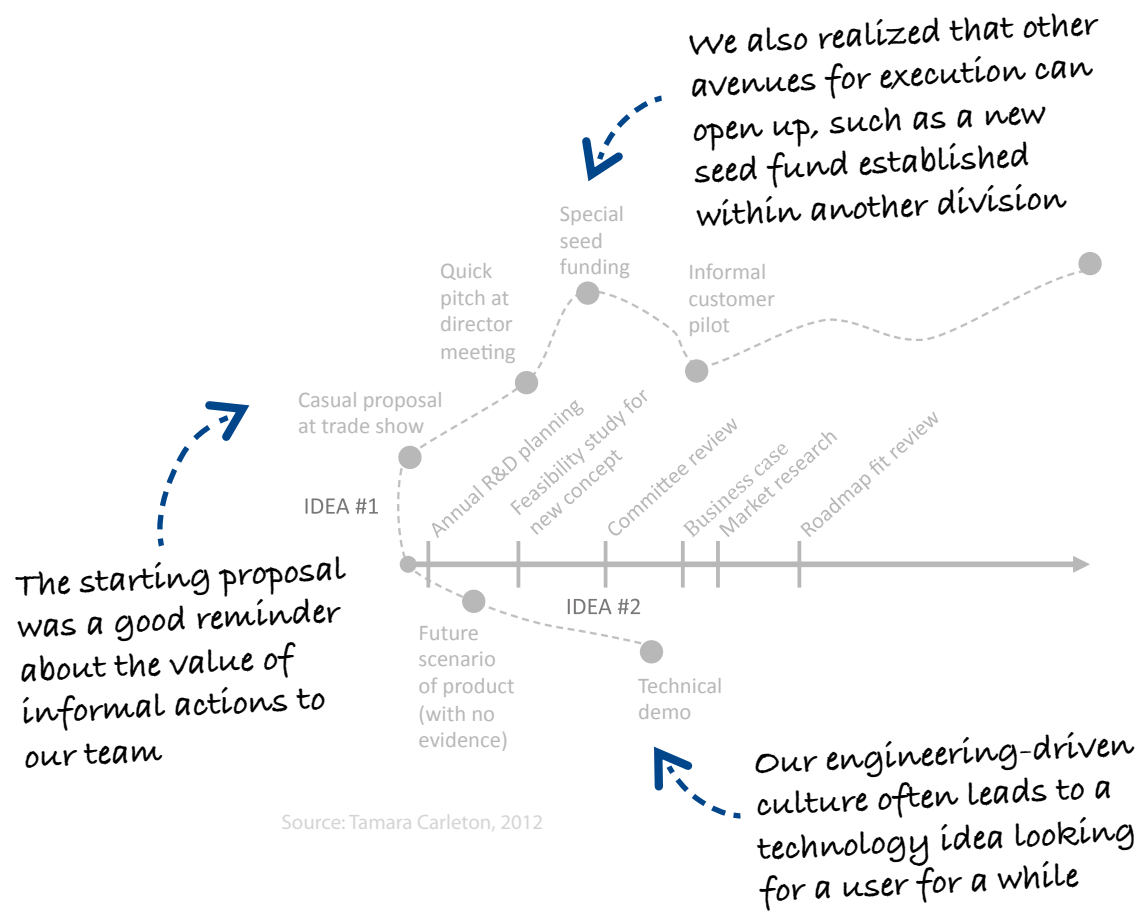 We also realized that other
avenues for execution can
open up, such as a new
seed fund established
within another division
Special
seed
funding
Quick
pitch at
director
meeting
Informal
customer
pilot
Casual proposal
at trade show
IDEA #1
Annual R&D planning
Feasibility study for
new concept
Committee review
Business case
Market research
Roadmap fit review
The starting proposal
was a good reminder
about the value of
informal actions to
our team
IDEA #2
Future
scenario
of product
(with no
evidence)
Technical
demo
Our engineering-driven
culture often leads to a
technology idea looking
for a user for a while
Source: Tamara Carleton, 2012